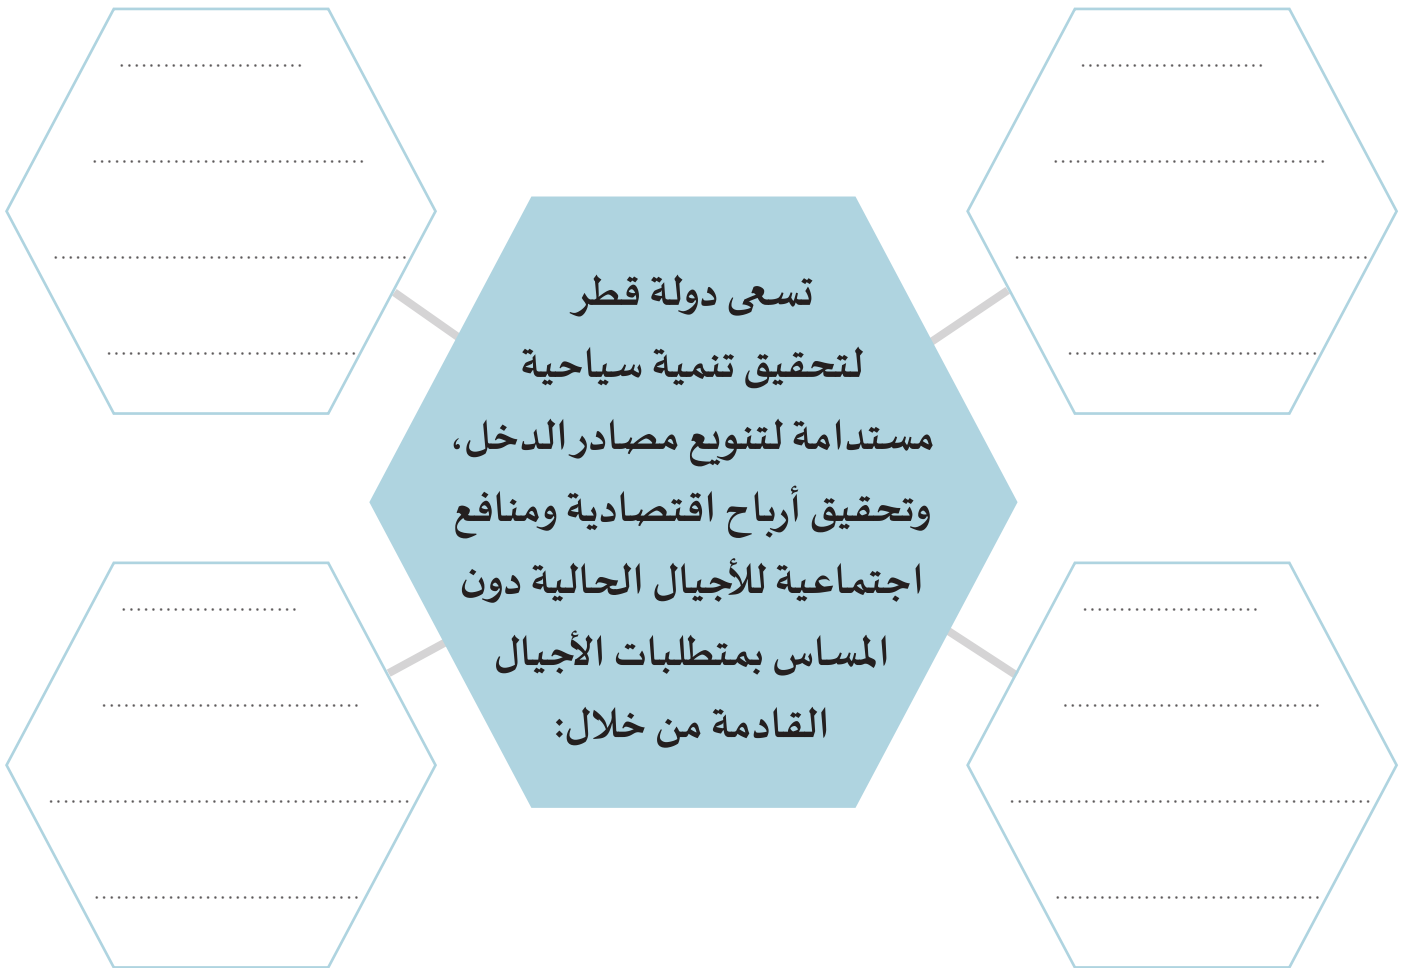 تسعى دولة قطر
لتحقيق تنمية سياحية
مستدامة لتنويع مصادر الدخل،
وتحقيق أرباح اقتصادية ومنافع
اجتماعية للأجيال الحالية دون
المساس بمتطلبات الأجيال
القادمة من خلال: